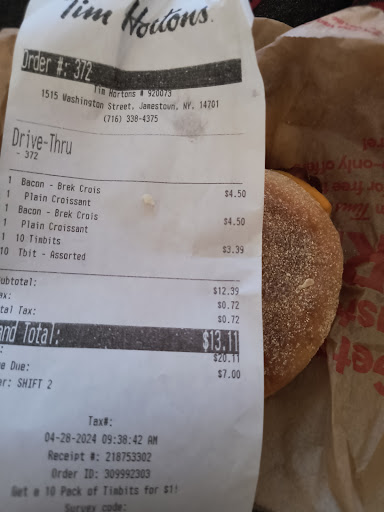 Tim Hortons.
Order #: 372
Tim Hortons # 920073
1515 Washington Street, Jamestown, NY, 14701
(716) 338-4375
Drive-Thru
- 372
1 Bacon - Brek Crois $4.50
1 Plain Croissant
1 Bacon - Brek Crois $4.50
1 Plain Croissant
1 10 Timbits $3.39
10 Tbit - Assorted
ubtotal: $12.39
ax: $0.72
tal Tax: $0.72
and Total: $13.11
: $20.11
e Due: $7.00
er: SHIFT 2
Tax#:
04-28-2024 09:38:42 AM
Receipt #: 218753302
Order ID: 309992303
Get a 10 Pack of Timbits for $1!
Survey code: